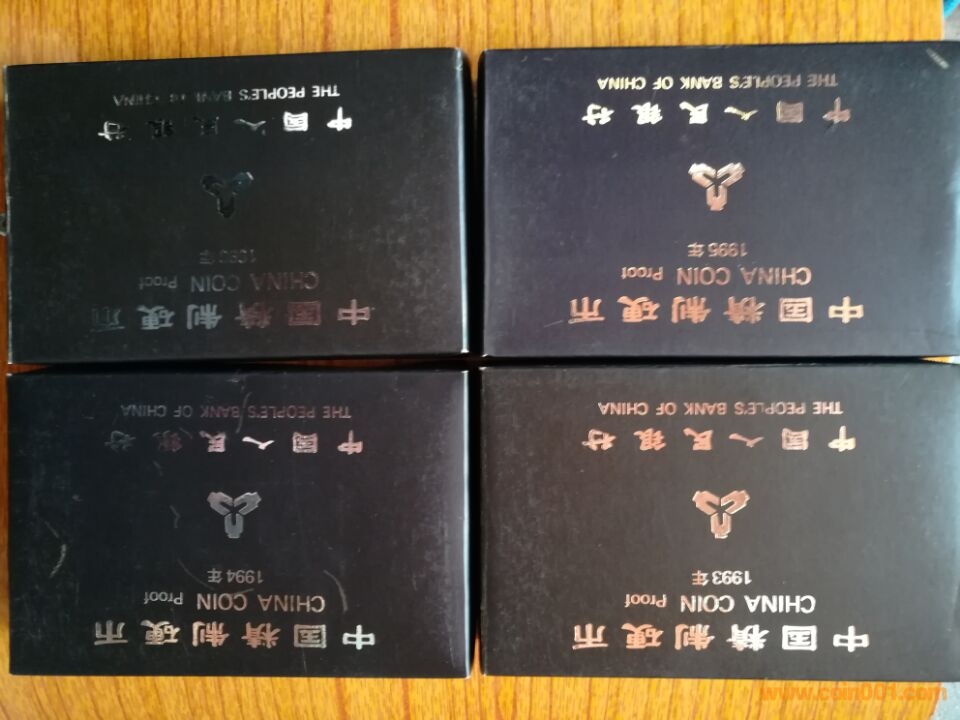 中国精制硬币
CHINA COIN Proof
1993年
中国人民银行
THE PEOPLE'S BANK OF CHINA
中国精制硬币
CHINA COIN Proof
1994年
中国人民银行
THE PEOPLE'S BANK OF CHINA
中国精制硬币
CHINA COIN Proof
1995年
中国人民银行
THE PEOPLE'S BANK OF CHINA
中国精制硬币
CHINA COIN Proof
年
中国人民银行
THE PEOPLE'S BANK OF CHINA
www.coin001.com